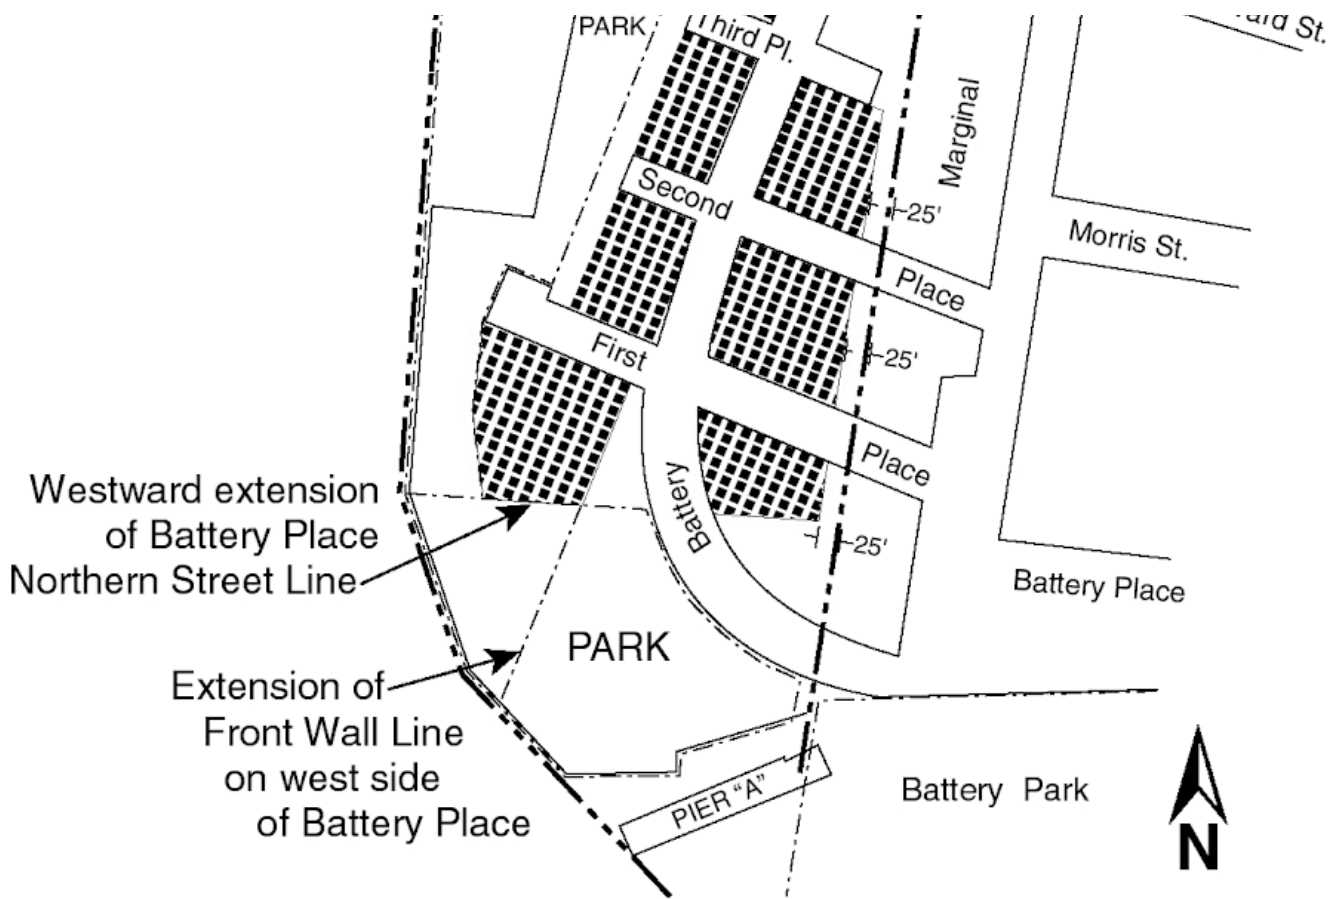 PARK
Third Pl.
ard St.
Marginal
Second
25'
Morris St.
Place
First
25'
Place
Westward extension
of Battery Place
Northern Street Line
Battery
25'
Battery Place
PARK
Extension of
Front Wall Line
on west side
of Battery Place
PIER "A"
Battery Park
N